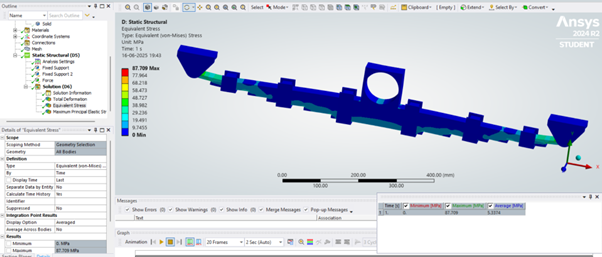 Outline
Name
Search Outline
Solid
Materials
Coordinate Systems
Connections
Mesh
Static Structural (D5)
Analysis Settings
Fixed Support
Fixed Support 2
Force
Solution (D6)
Solution Information
Total Deformation
Equivalent Stress
Maximum Principal Elastic Str
Details of "Equivalent Stress"
Scope
Scoping Method Geometry Selection
Geometry All Bodies
Definition
Type Equivalent (von-Mises) ...
By Time
Display Time Last
Separate Data by Entity No
Calculate Time History Yes
Identifier
Suppressed No
Integration Point Results
Display Option Averaged
Average Across Bodies No
Results
Minimum 0. MPa
Maximum 87.709 MPa
Select Mode Clipboard [ Empty ] Extend Select By Convert
D: Static Structural
Equivalent Stress
Type: Equivalent (von-Mises) Stress
Unit: MPa
Time: 1 s
16-06-2025 19:43
87.709 Max
77.964
68.218
58.473
48.727
38.982
29.236
19.491
9.7455
0 Min
Ansys
2024 R2
STUDENT
X
0.00 200.00 400.00 (mm)
100.00 300.00
Messages
Show Errors (0) Show Warnings (0) Show Info (0) Merge Messages Pop-up Messages
Text Association
Graph
Animation 20 Frames 2 Sec (Auto)
Time [s] Minimum [MPa] Maximum [MPa] Average [MPa]
1 1. 0. 87.709